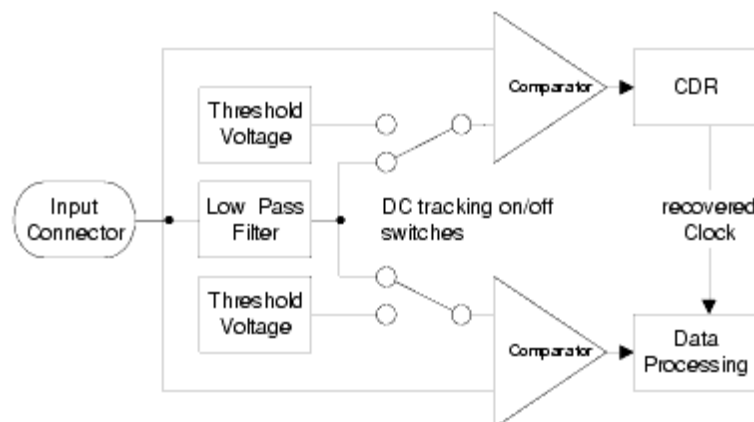 Comparator
CDR
Threshold
Voltage
Input
Connector
Low Pass
Filter
DC tracking on/off
switches
recovered
Clock
Threshold
Voltage
Comparator
Data
Processing